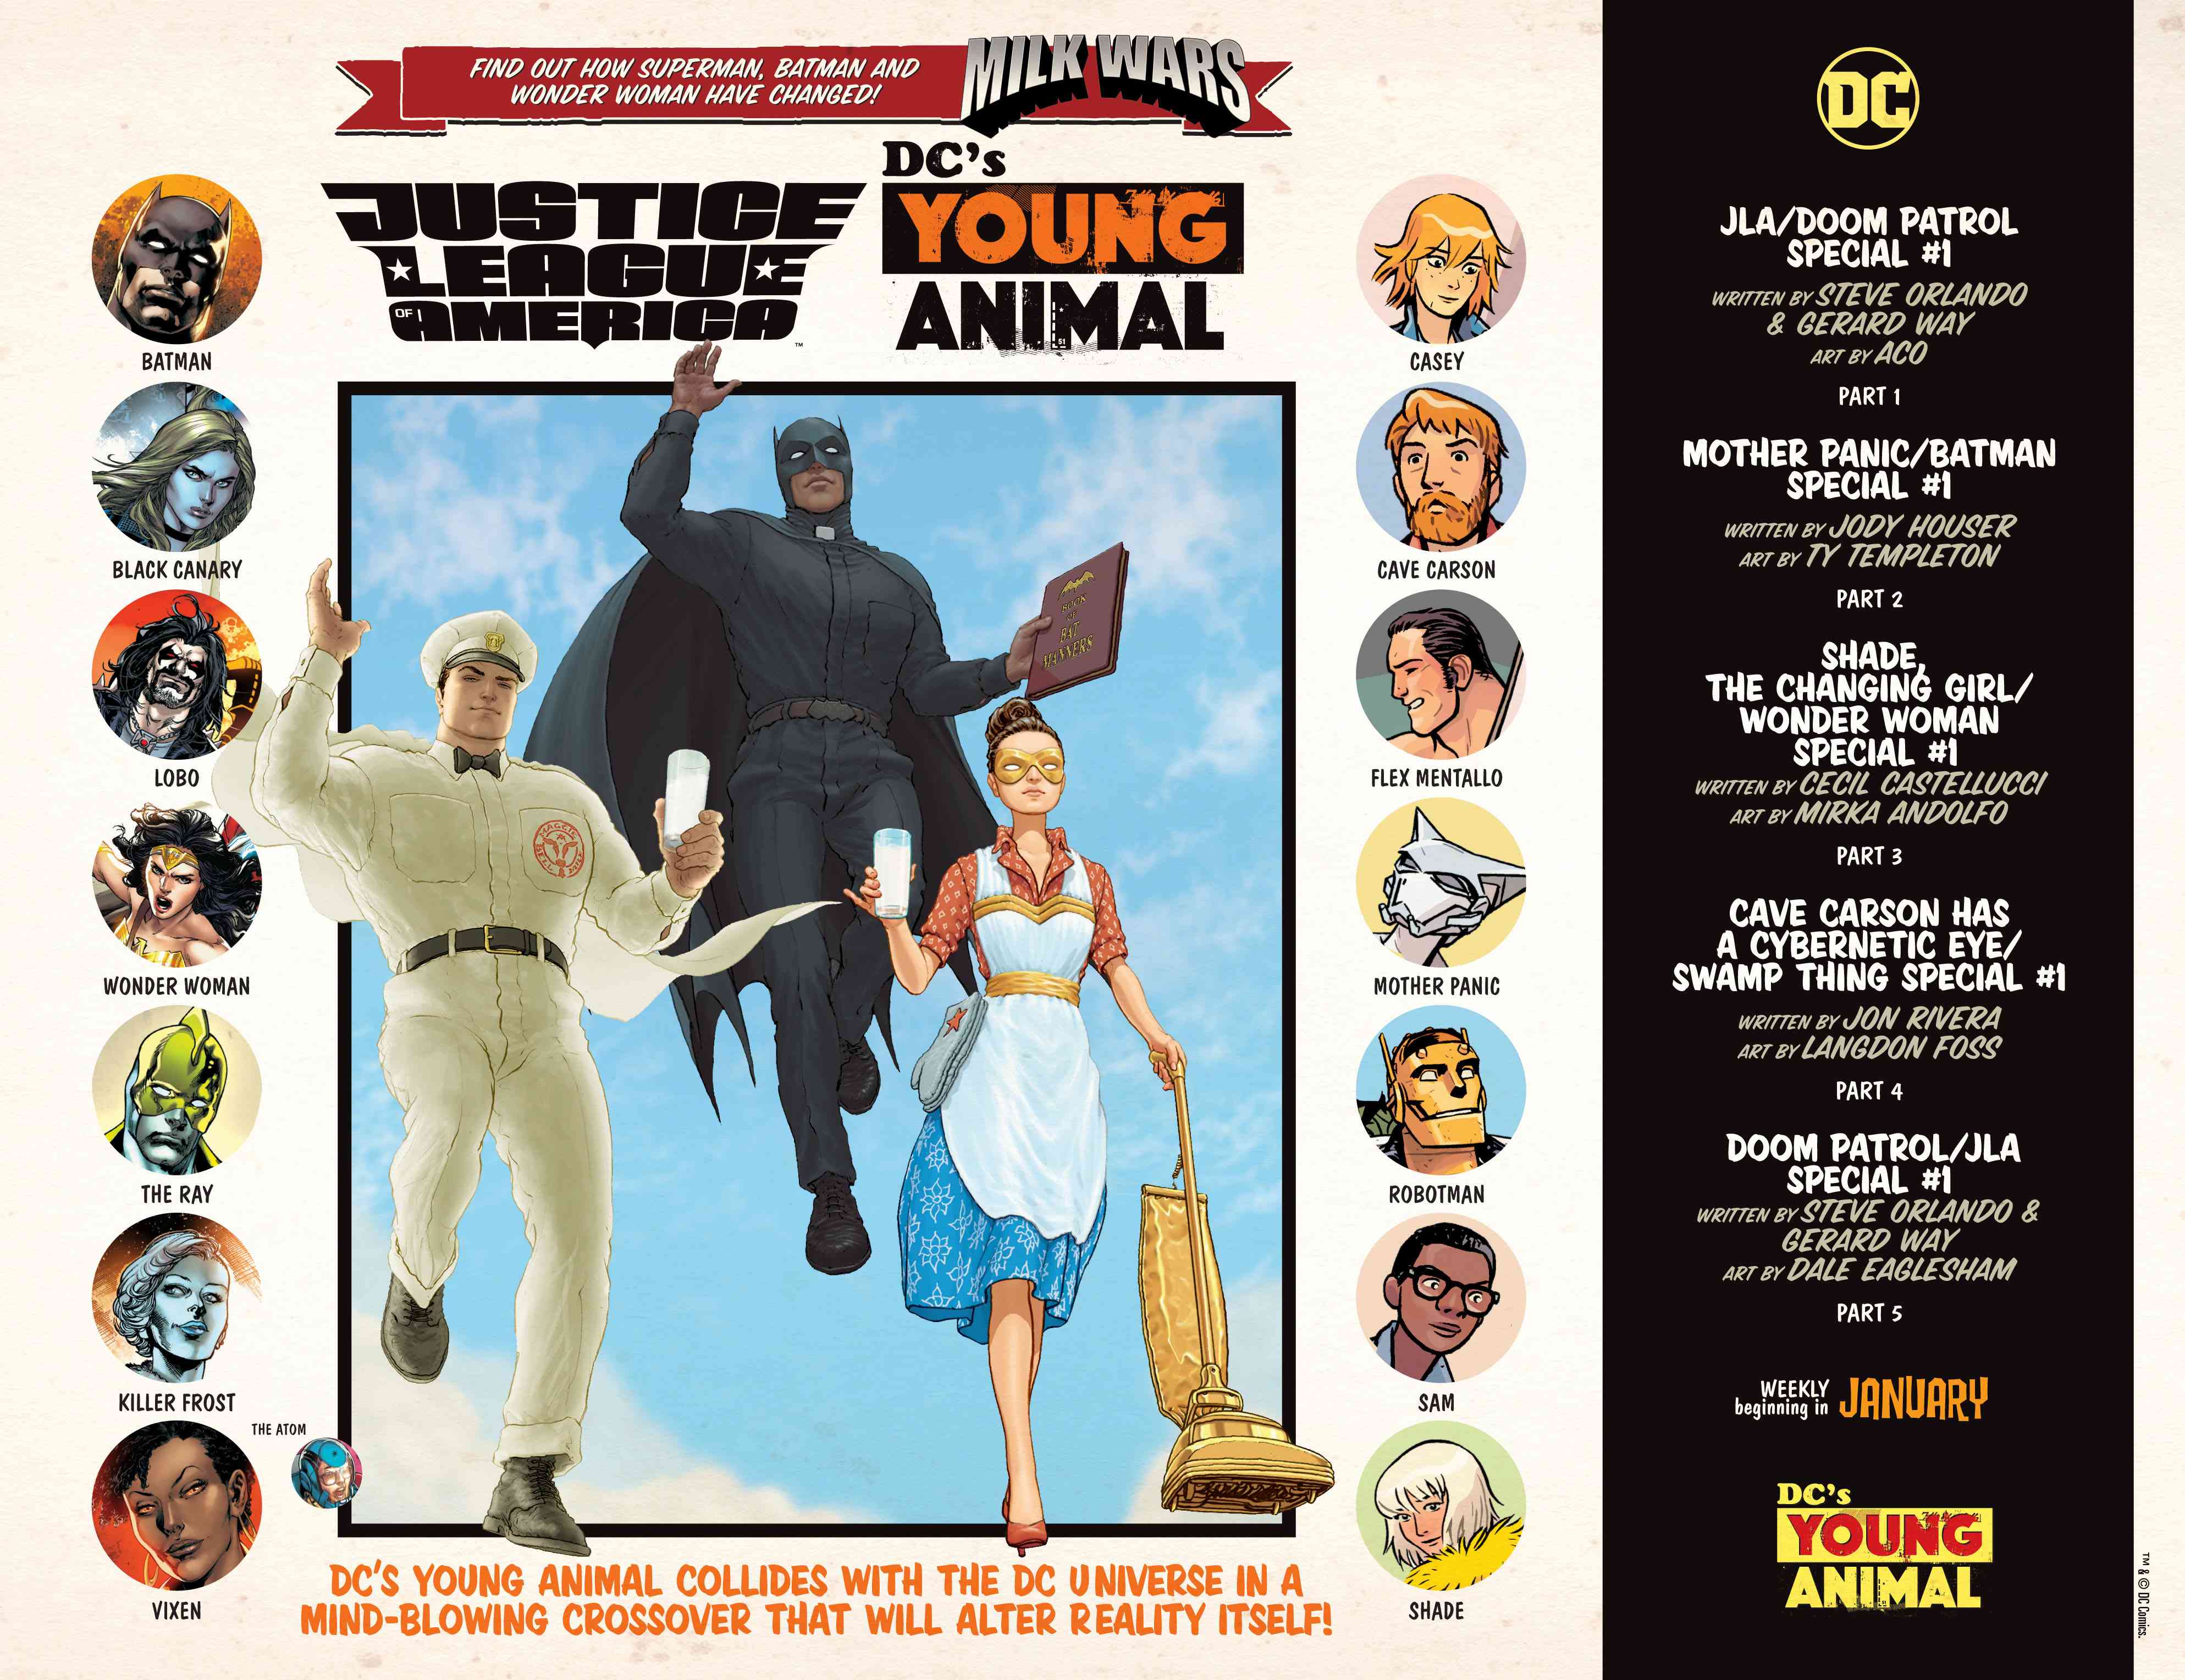 FIND OUT HOW SUPERMAN, BATMAN AND
WONDER WOMAN HAVE CHANGED!
MILK WARS
JUSTICE
LEAGUE
OF AMERICA
™
DC's
YOUNG
ANIMAL
BATMAN
BLACK CANARY
LOBO
WONDER WOMAN
THE RAY
KILLER FROST
THE ATOM
VIXEN
BOOK
OF
BAT
MANNERS
CASEY
CAVE CARSON
FLEX MENTALLO
MOTHER PANIC
ROBOTMAN
SAM
SHADE
DC'S YOUNG ANIMAL COLLIDES WITH THE DC UNIVERSE IN A
MIND-BLOWING CROSSOVER THAT WILL ALTER REALITY ITSELF!
DC
JLA/DOOM PATROL
SPECIAL #1
WRITTEN BY STEVE ORLANDO
& GERARD WAY
ART BY ACO
PART 1
MOTHER PANIC/BATMAN
SPECIAL #1
WRITTEN BY JODY HOUSER
ART BY TY TEMPLETON
PART 2
SHADE,
THE CHANGING GIRL/
WONDER WOMAN
SPECIAL #1
WRITTEN BY CECIL CASTELLUCCI
ART BY MIRKA ANDOLFO
PART 3
CAVE CARSON HAS
A CYBERNETIC EYE/
SWAMP THING SPECIAL #1
WRITTEN BY JON RIVERA
ART BY LANGDON FOSS
PART 4
DOOM PATROL/JLA
SPECIAL #1
WRITTEN BY STEVE ORLANDO &
GERARD WAY
ART BY DALE EAGLESHAM
PART 5
WEEKLY
beginning in JANUARY
DC's
YOUNG
ANIMAL
TM & © DC Comics.